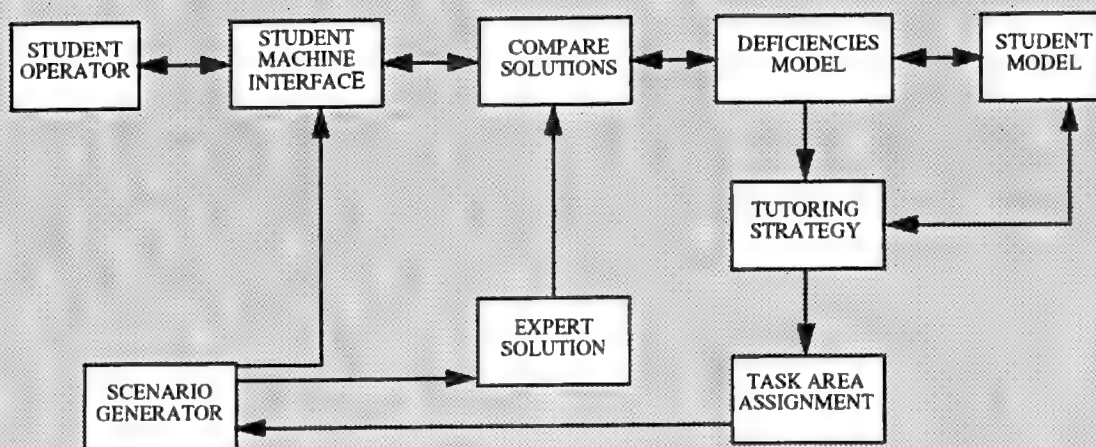 STUDENT
OPERATOR
STUDENT
MACHINE
INTERFACE
COMPARE
SOLUTIONS
DEFICIENCIES
MODEL
STUDENT
MODEL
TUTORING
STRATEGY
EXPERT
SOLUTION
SCENARIO
GENERATOR
TASK AREA
ASSIGNMENT